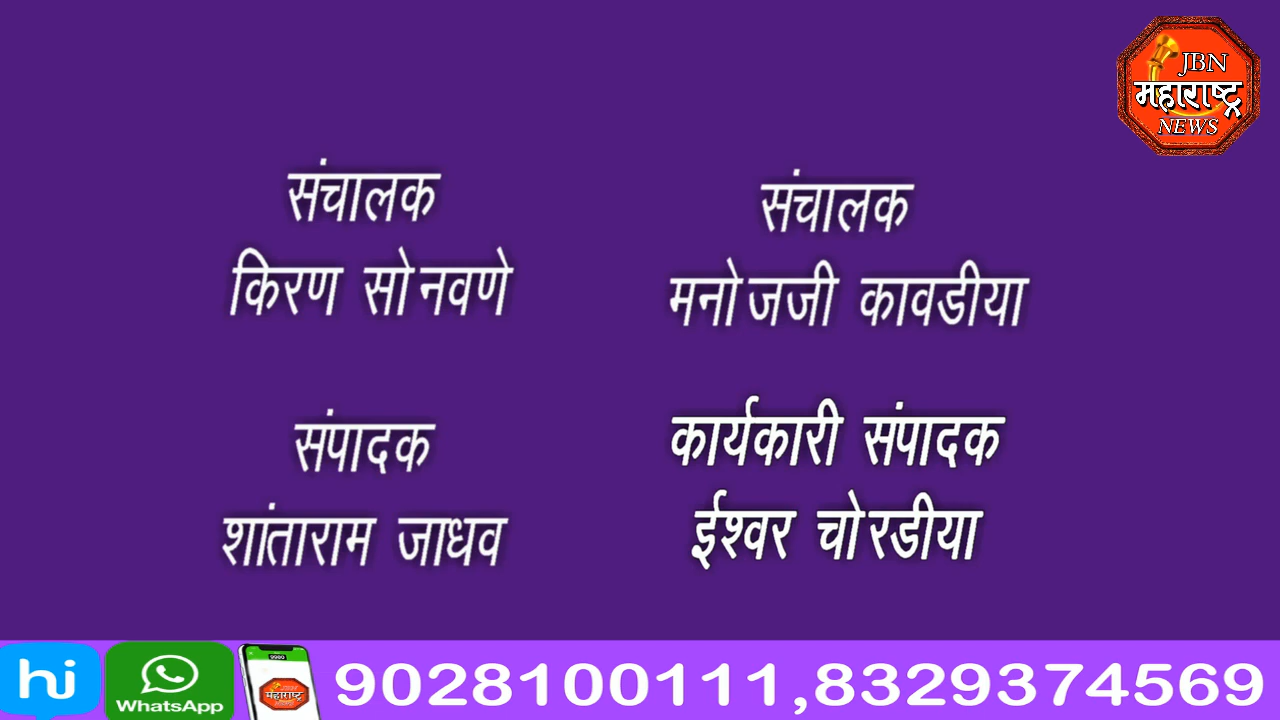 JBN
महाराष्ट्र
NEWS
संचालक
किरण सोनवणे
संचालक
मनोजजी कावडीया
संपादक
शांताराम जाधव
कार्यकारी संपादक
ईश्वर चोरडीया
hi
WhatsApp
महाराष्ट्र
9028100111,8329374569